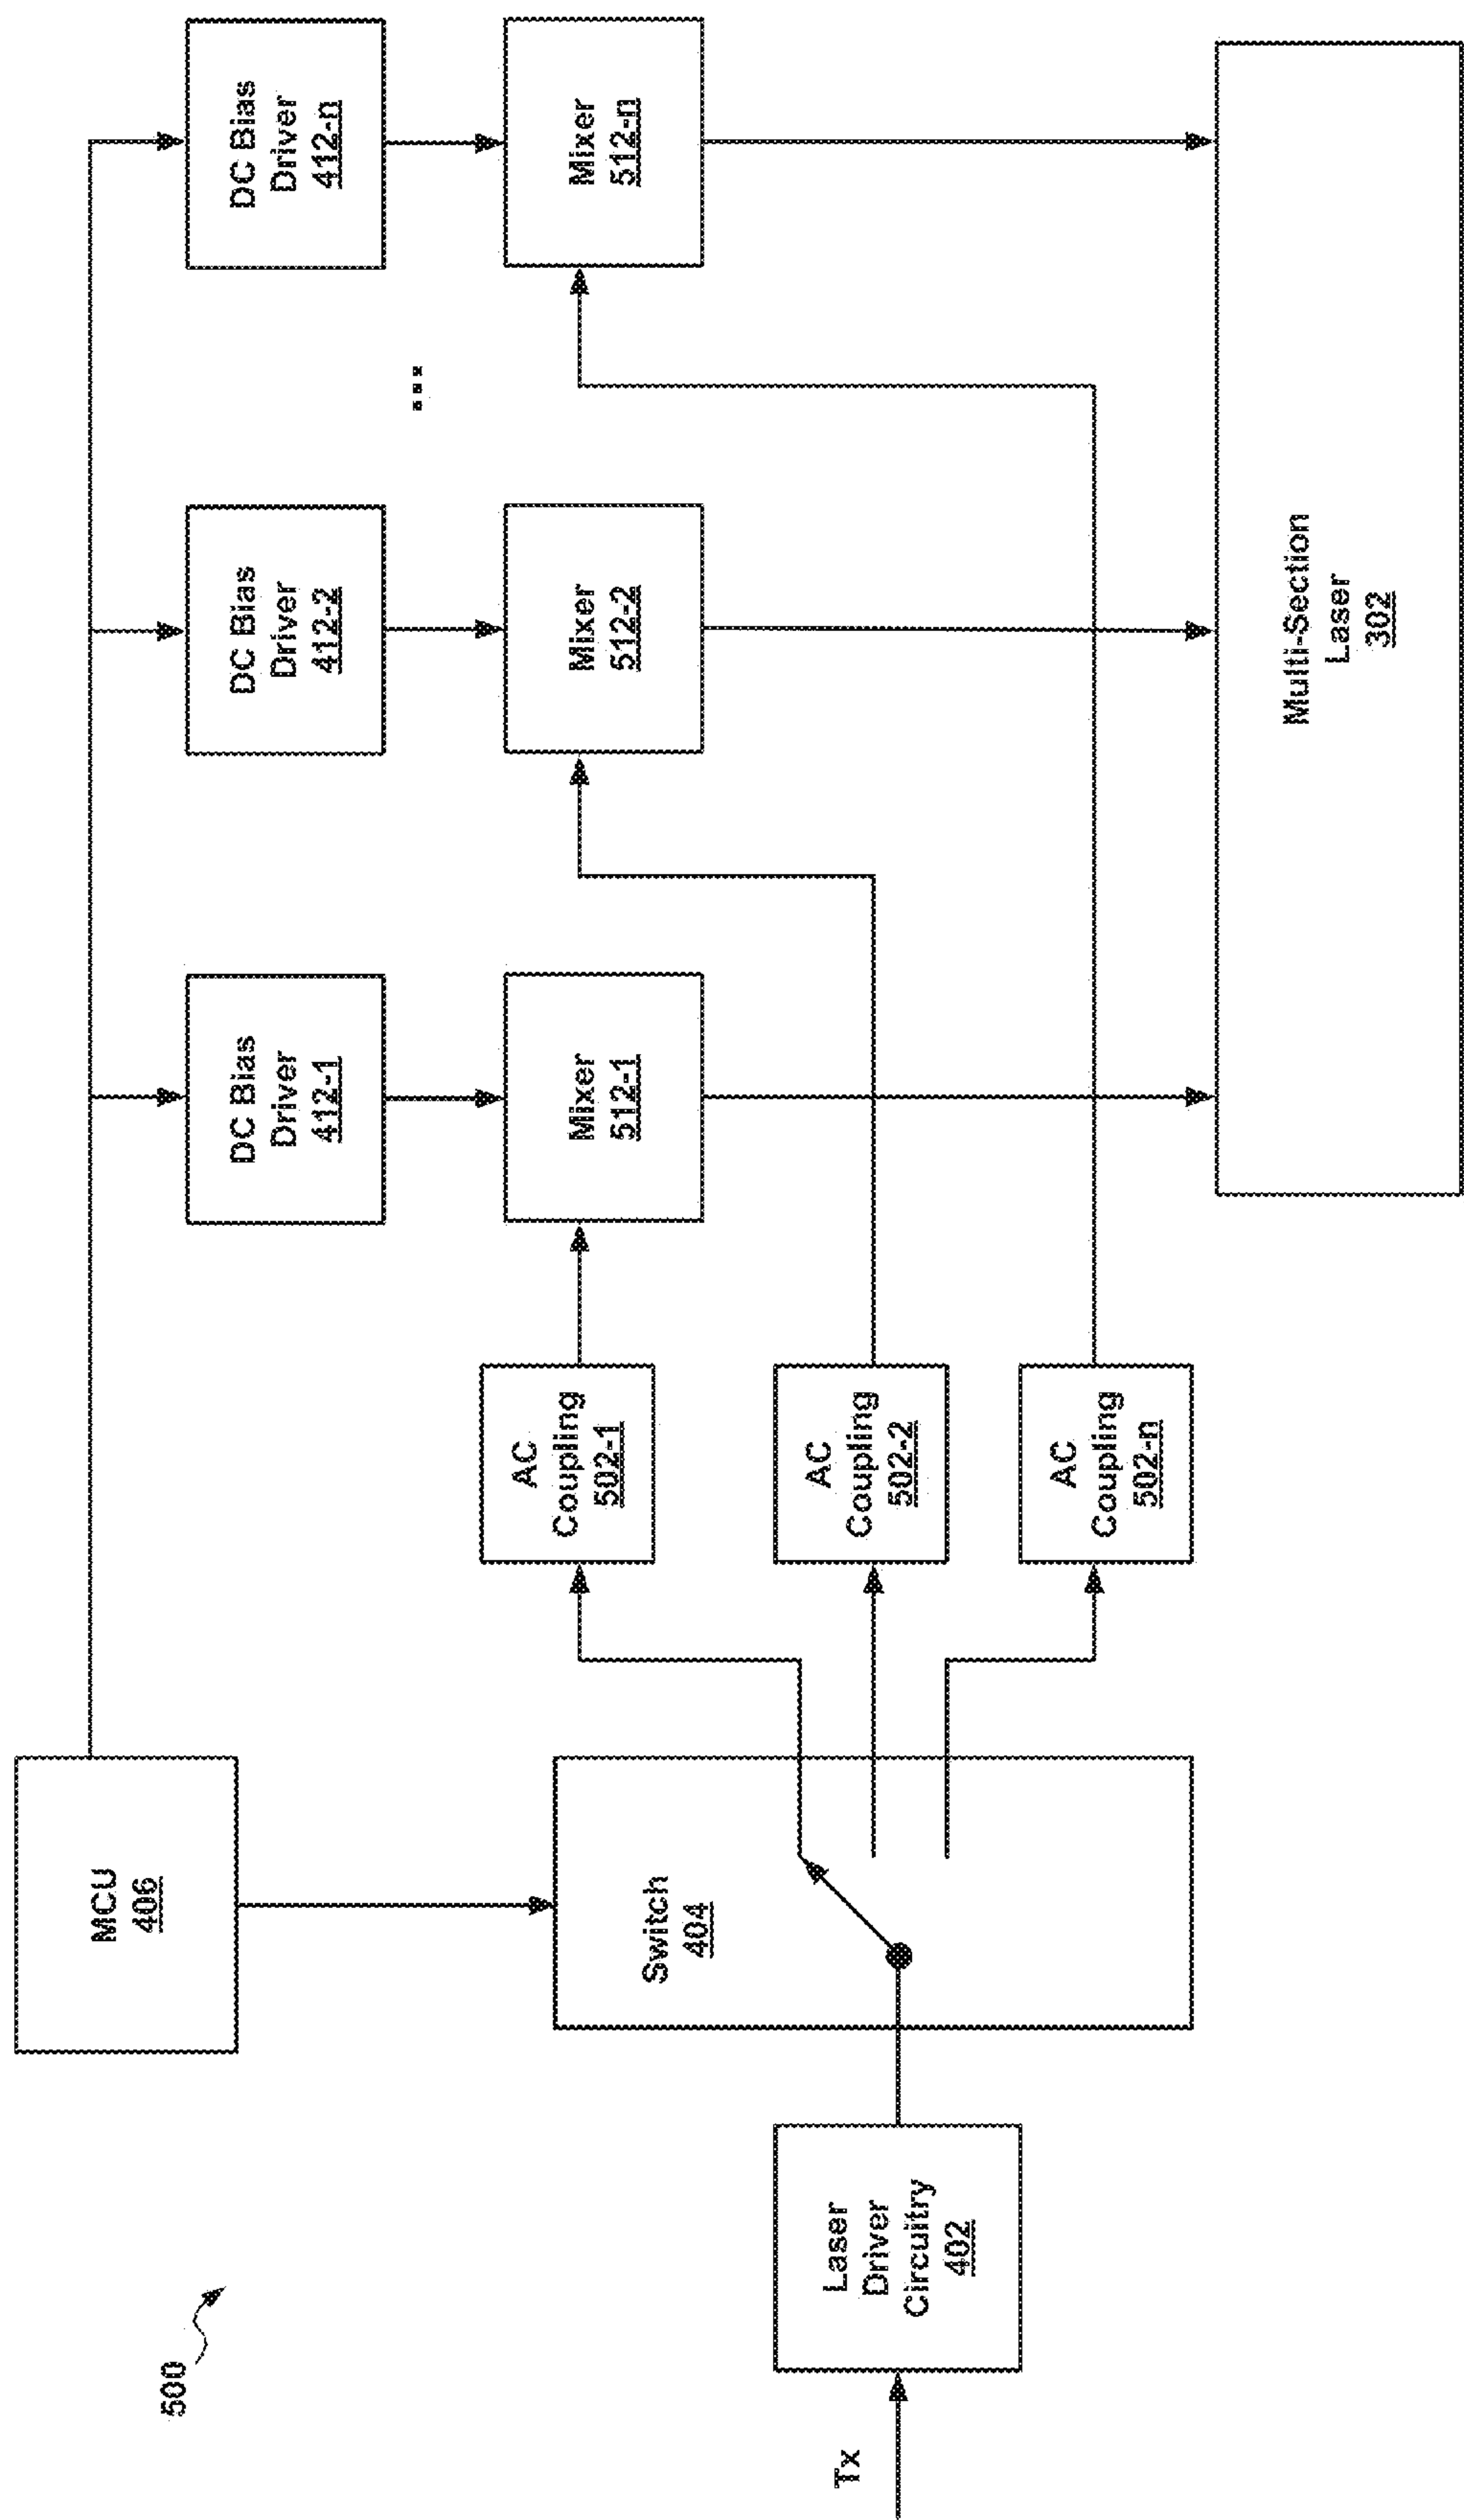 500
MCU
406
DC Bias
Driver
412-1
DC Bias
Driver
412-2
...
DC Bias
Driver
412-n
Mixer
512-1
Mixer
512-2
Mixer
512-n
AC
Coupling
502-1
AC
Coupling
502-2
AC
Coupling
502-n
Switch
404
Tx
Laser
Driver
Circuitry
402
Multi-Section
Laser
302